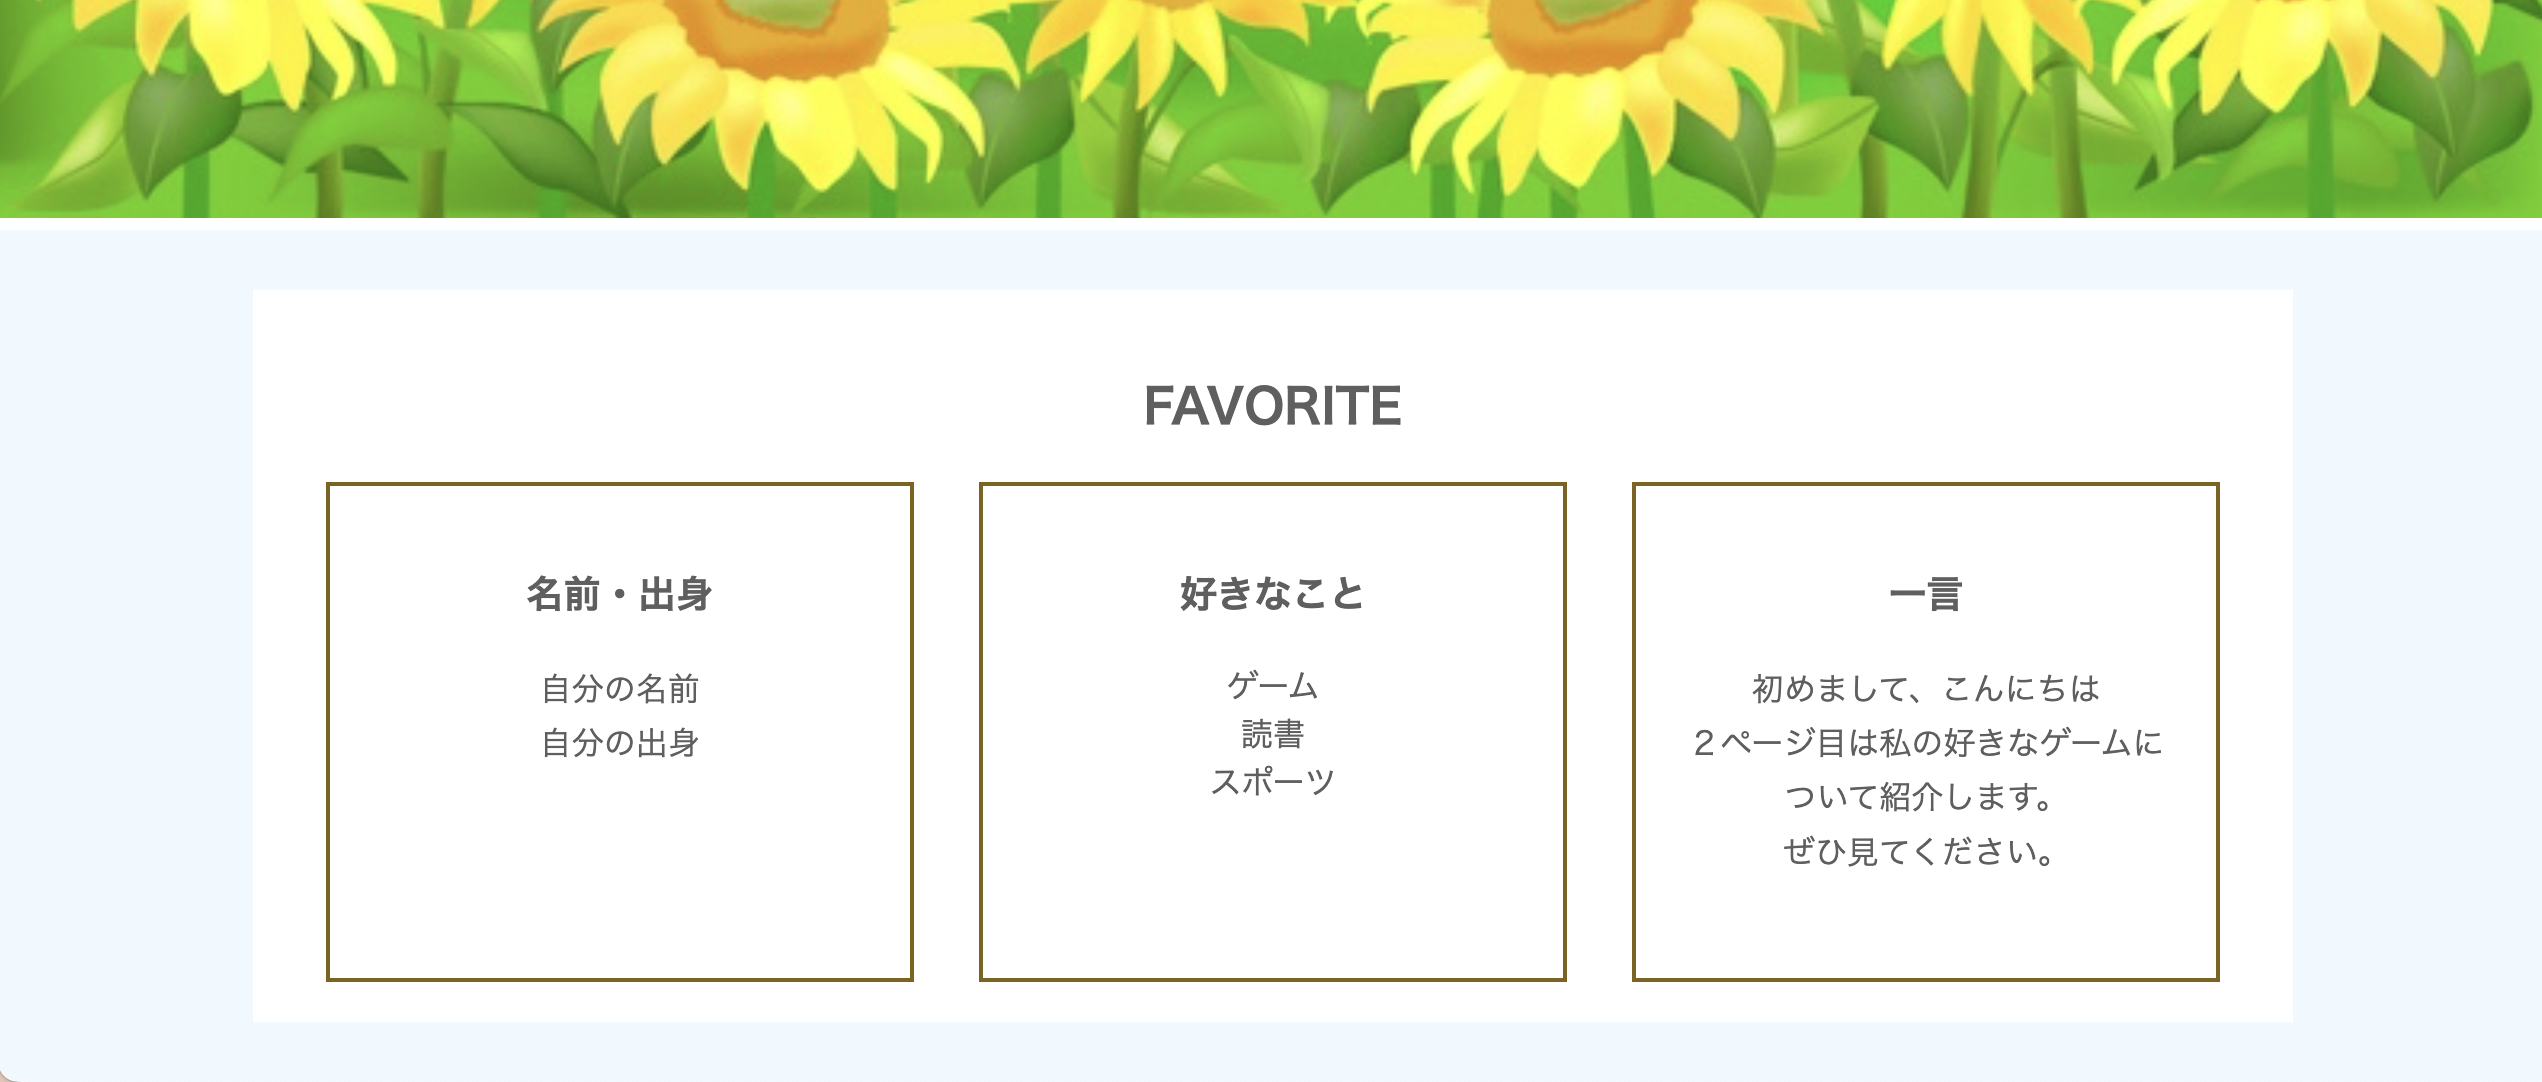 FAVORITE
名前・出身
自分の名前
自分の出身
好きなこと
ゲーム
読書
スポーツ
一言
初めまして、こんにちは
２ページ目は私の好きなゲームに
ついて紹介します。
ぜひ見てください。